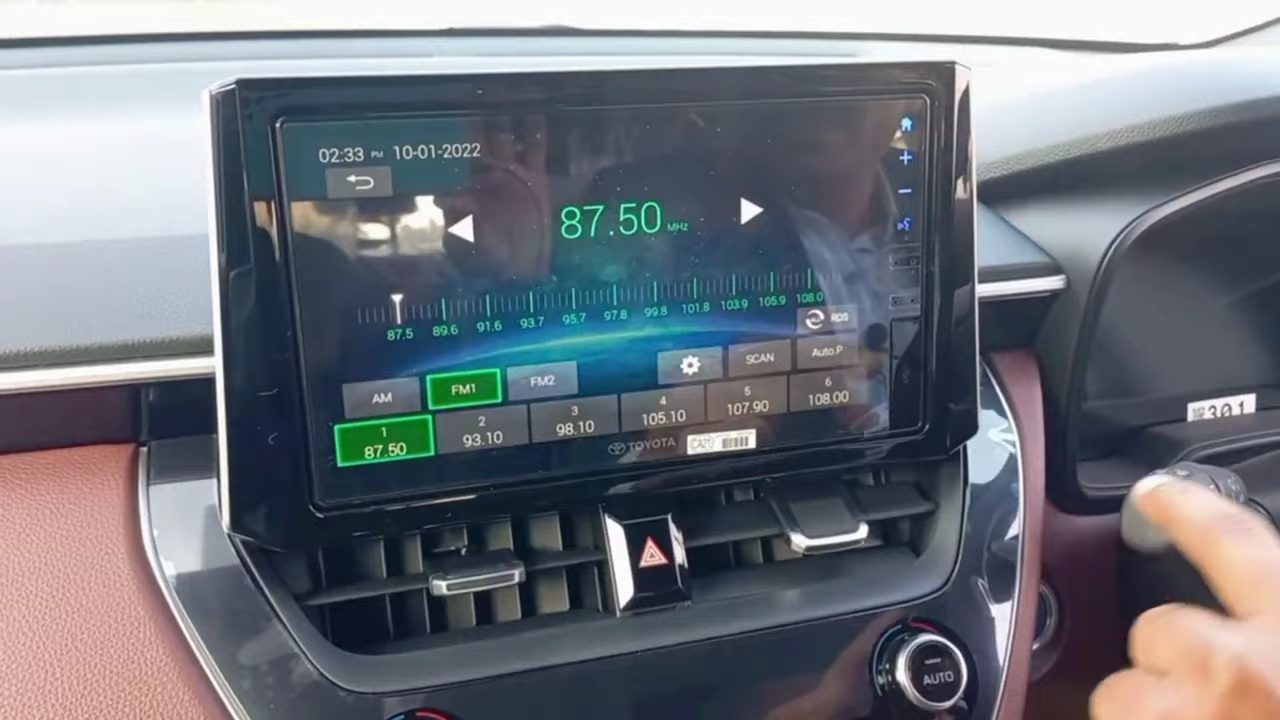 02:33 PM 10-01-2022
87.50 MHz
87.5 89.6 91.6 93.7 95.7 97.8 99.8 101.8 103.9 105.9 108.0
RDS
AM FM1 FM2 SCAN Auto.P
1 2 3 4 5 6
87.50 93.10 98.10 105.10 107.90 108.00
TOYOTA
301
AUTO